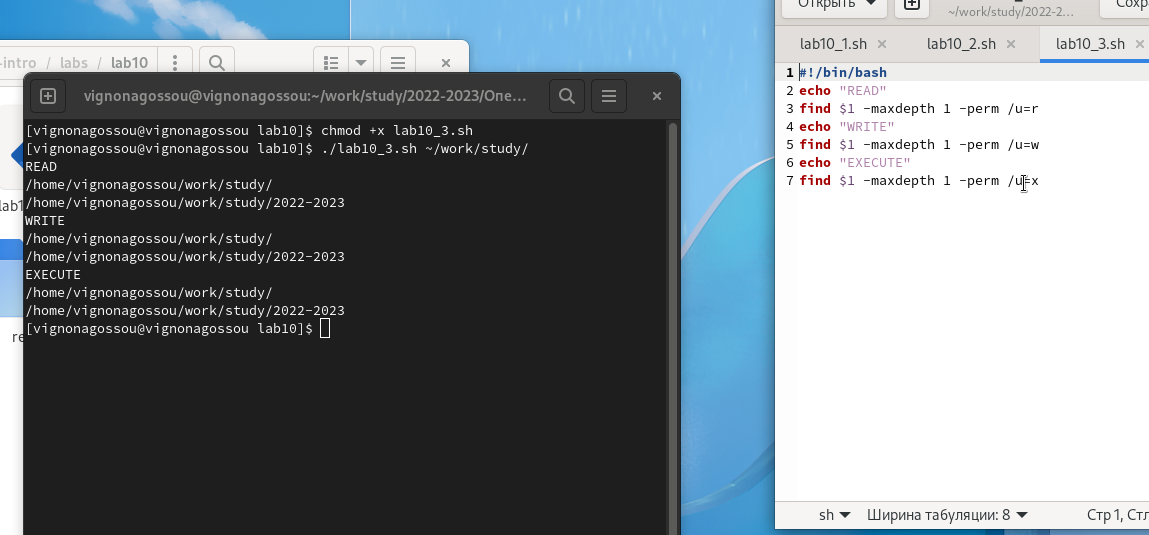 -intro / labs / lab10
vignonagossou@vignonagossou:~/work/study/2022-2023/Опе...
[vignonagossou@vignonagossou lab10]$ chmod +x lab10_3.sh
[vignonagossou@vignonagossou lab10]$ ./lab10_3.sh ~/work/study/
READ
/home/vignonagossou/work/study/
/home/vignonagossou/work/study/2022-2023
WRITE
/home/vignonagossou/work/study/
/home/vignonagossou/work/study/2022-2023
EXECUTE
/home/vignonagossou/work/study/
/home/vignonagossou/work/study/2022-2023
[vignonagossou@vignonagossou lab10]$
lab1
re
Открыть
~/work/study/2022-2...
Сохра
lab10_1.sh
lab10_2.sh
lab10_3.sh
1 #!/bin/bash
2 echo "READ"
3 find $1 -maxdepth 1 -perm /u=r
4 echo "WRITE"
5 find $1 -maxdepth 1 -perm /u=w
6 echo "EXECUTE"
7 find $1 -maxdepth 1 -perm /u=x
sh Ширина табуляции: 8 Стр 1, Стл